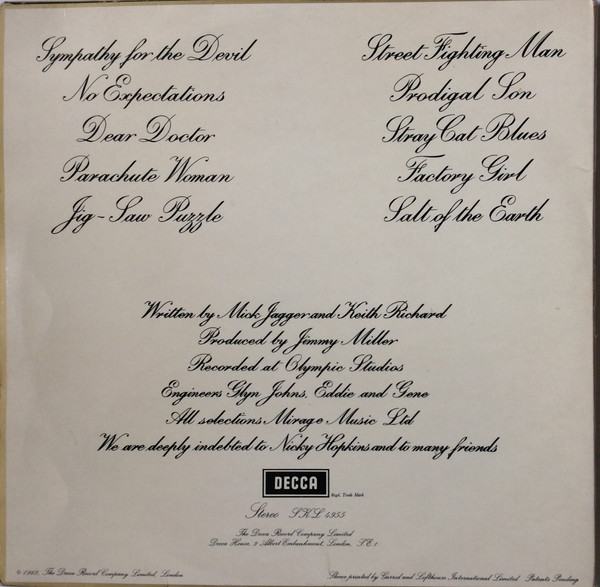 Sympathy for the Devil
No Expectations
Dear Doctor
Parachute Woman
Jig-Saw Puzzle
Street Fighting Man
Prodigal Son
Stray Cat Blues
Factory Girl
Salt of the Earth
Written by Mick Jagger and Keith Richard
Produced by Jimmy Miller
Recorded at Olympic Studios
Engineers Glyn Johns, Eddie and Gene
All selections Mirage Music Ltd
We are deeply indebted to Nicky Hopkins and to many friends
DECCA
Regd. Trade Mark
Stereo SKL 4955
The Decca Record Company Limited
Decca House, 9 Albert Embankment, London, S.E.1
© 1968, The Decca Record Company Limited, London
Sleeve printed by Garrod and Lofthouse International Limited Patents Pending